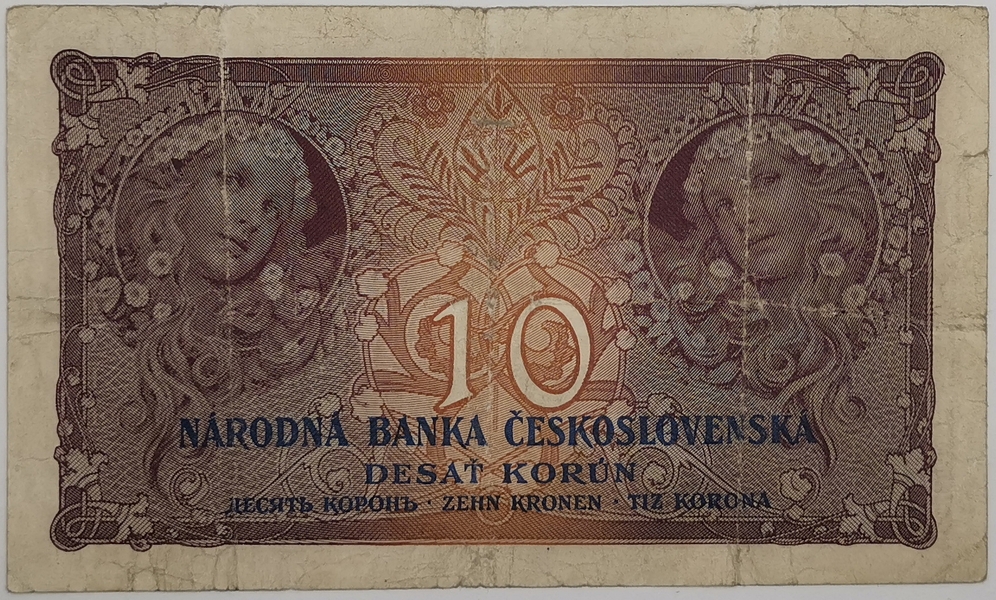 10
NÁRODNÁ BANKA ČESKOSLOVENSKÁ
DESAŤ KORÚN
ДЕСЯТЬ КОРОНЪ · ZEHN KRONEN · TIZ KORONA